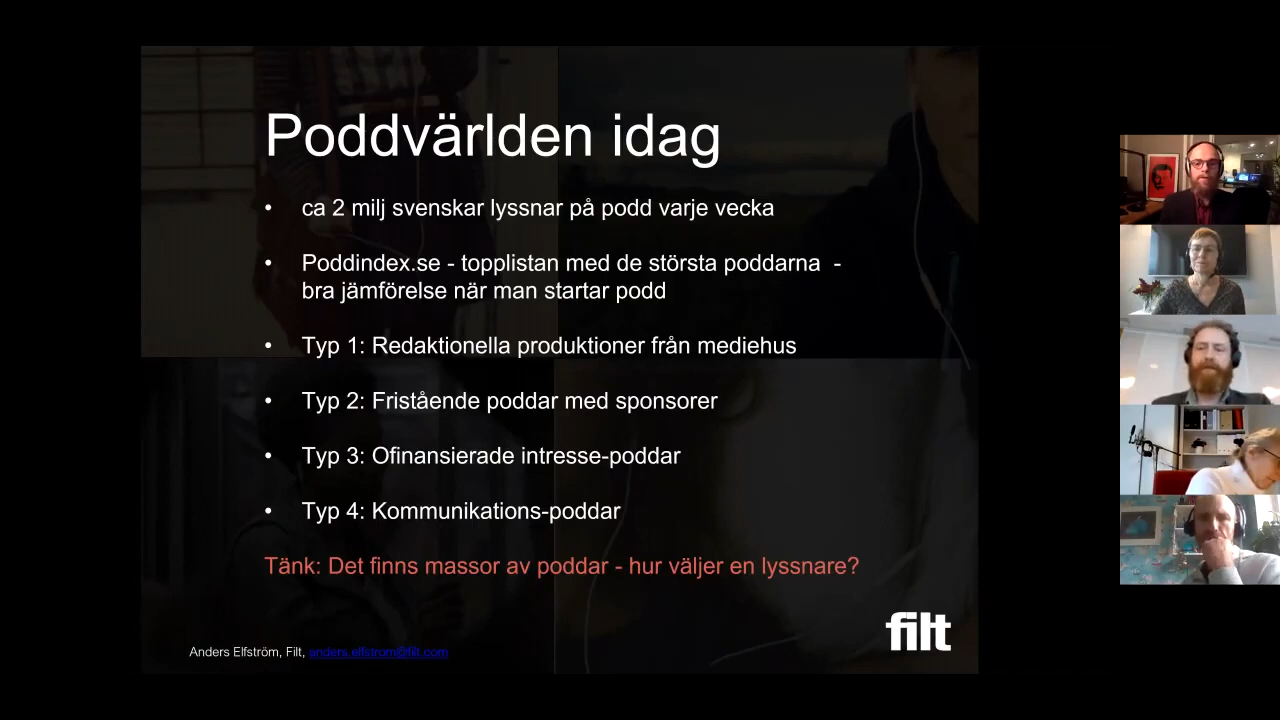 Poddvärlden idag
• ca 2 milj svenskar lyssnar på podd varje vecka
• Poddindex.se - topplistan med de största poddarna -
bra jämförelse när man startar podd
• Typ 1: Redaktionella produktioner från mediehus
• Typ 2: Fristående poddar med sponsorer
• Typ 3: Ofinansierade intresse-poddar
• Typ 4: Kommunikations-poddar
Tänk: Det finns massor av poddar - hur väljer en lyssnare?
filt
Anders Elfström, Filt, anders.elfstrom@filt.com